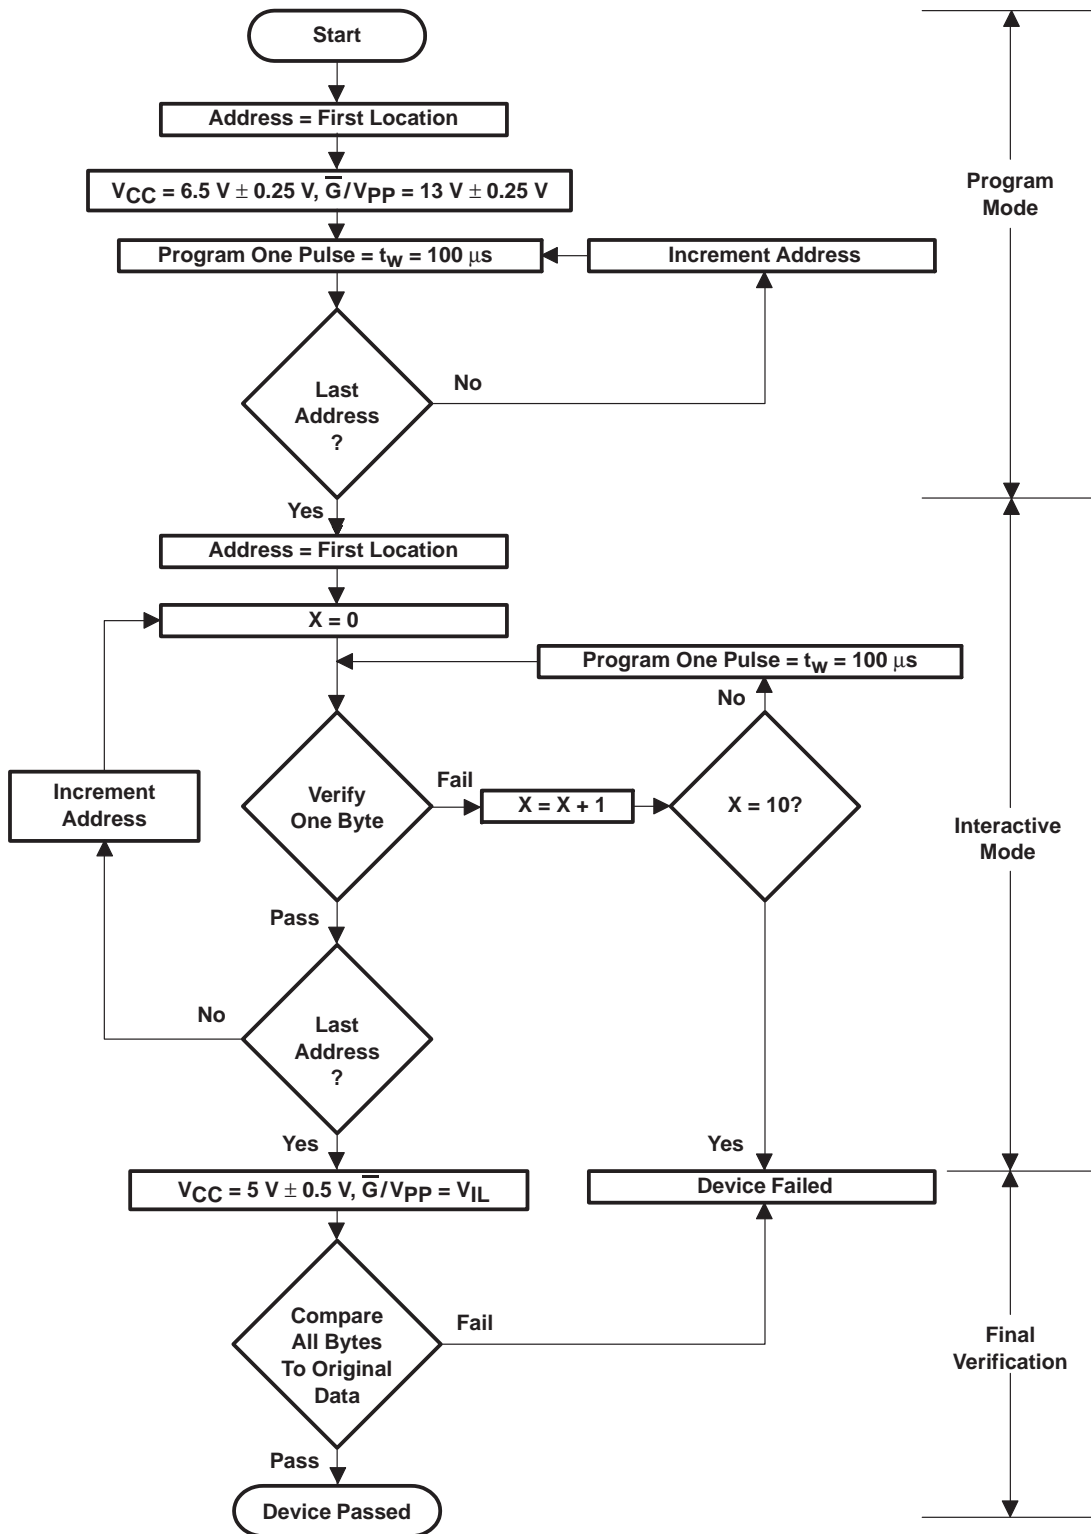 Start
Address = First Location
VCC = 6.5 V ± 0.25 V, G̅/VPP = 13 V ± 0.25 V
Program
Mode
Program One Pulse = tw = 100 μs
Increment Address
Last
Address
?
No
Yes
Address = First Location
X = 0
Program One Pulse = tw = 100 μs
No
Increment
Address
Verify
One Byte
Fail
X = X + 1
X = 10?
Interactive
Mode
Pass
No
Last
Address
?
Yes
Yes
VCC = 5 V ± 0.5 V, G̅/VPP = VIL
Device Failed
Compare
All Bytes
To Original
Data
Fail
Final
Verification
Pass
Device Passed